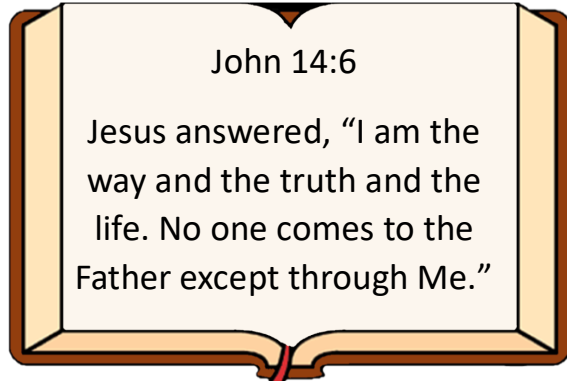 John 14:6
Jesus answered, “I am the
way and the truth and the
life. No one comes to the
Father except through Me.”